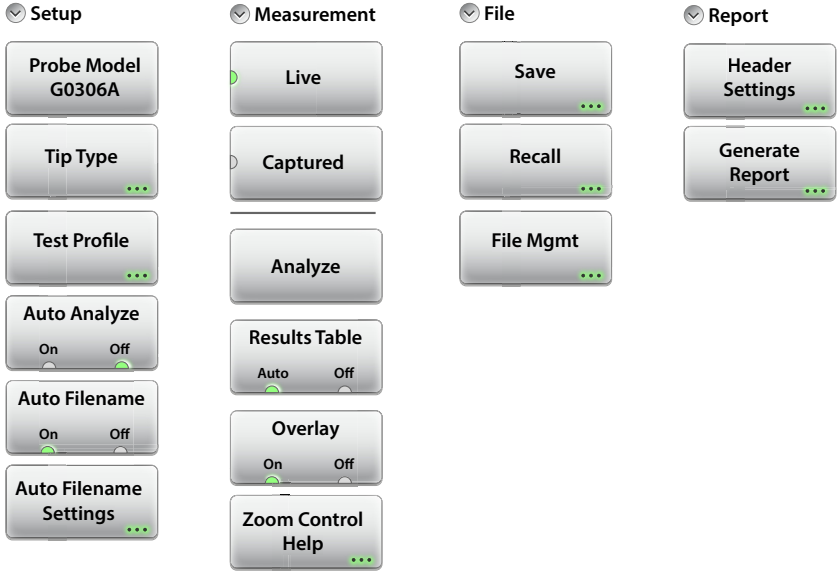 Setup
Probe Model
G0306A
Tip Type
Test Profile
Auto Analyze
On Off
Auto Filename
On Off
Auto Filename
Settings
Measurement
Live
Captured
Analyze
Results Table
Auto Off
Overlay
On Off
Zoom Control
Help
File
Save
Recall
File Mgmt
Report
Header
Settings
Generate
Report